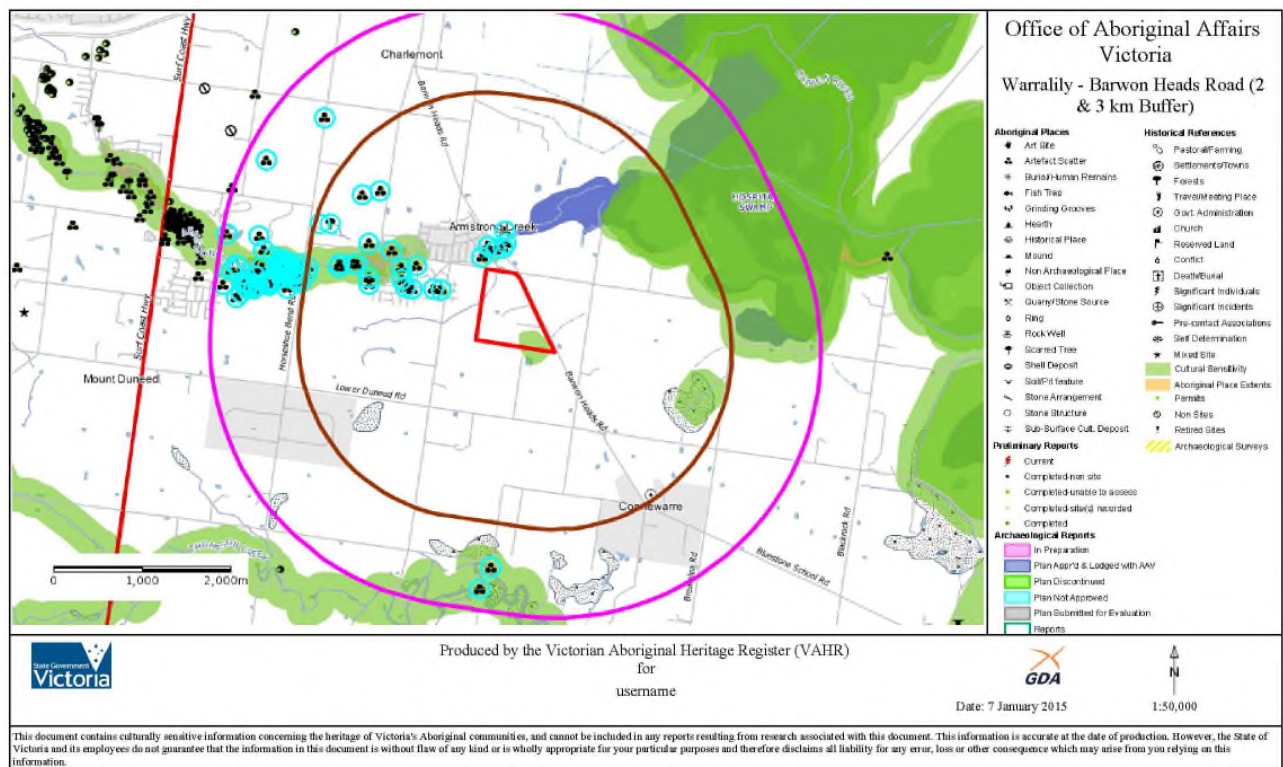 Office of Aboriginal Affairs
Victoria
Warralily - Barwon Heads Road (2
& 3 km Buffer)
Aboriginal Places
Art Site
Artefact Scatter
Burial/Human Remains
Fish Trap
Grinding Grooves
Hearth
Historical Place
Mound
Non Archaeological Place
Object Collection
Quarry/Stone Source
Ring
Rock Well
Scarred Tree
Shell Deposit
Soil/Pit feature
Stone Arrangement
Stone Structure
Sub-Surface Cult. Deposit
Preliminary Reports
Current
Completed-non site
Completed-unable to assess
Completed-site(s) recorded
Completed
Archaeological Reports
In Preparation
Plan Appr'd & Lodged with AAV
Plan Discontinued
Plan Not Approved
Plan Submitted for Evaluation
Reports
Historical References
Pastoral/Farming
Settlements/Towns
Forests
Travel/Meeting Place
Govt. Administration
Church
Reserved Land
Conflict
Death/Burial
Significant Individuals
Significant Incidents
Pre-contact Associations
Self Determination
Mixed Site
Cultural Sensitivity
Aboriginal Place Extents
Permits
Non Sites
Retired Sites
Archaeological Surveys
Surf Coast Hwy
Charlemont
Barwon Heads Rd
Armstrong Creek
HOSPITAL
SWAMP
Horseshoe Bend Rd
Surf Coast Hwy
Mount Duneed
Lower Duneed Rd
Barwon Heads Rd
Connewarre
Blackrock Rd
Bluestone School Rd
0 1,000 2,000m
State Government
Victoria
Produced by the Victorian Aboriginal Heritage Register (VAHR)
for
username
GDA
N
Date: 7 January 2015
1:50,000
This document contains culturally sensitive information concerning the heritage of Victoria's Aboriginal communities, and cannot be included in any reports resulting from research associated with this document. This information is accurate at the date of production. However, the State of
Victoria and its employees do not guarantee that the information in this document is without flaw of any kind or is wholly appropriate for your particular purposes and therefore disclaims all liability for any error, loss or other consequence which may arise from you relying on this
information.